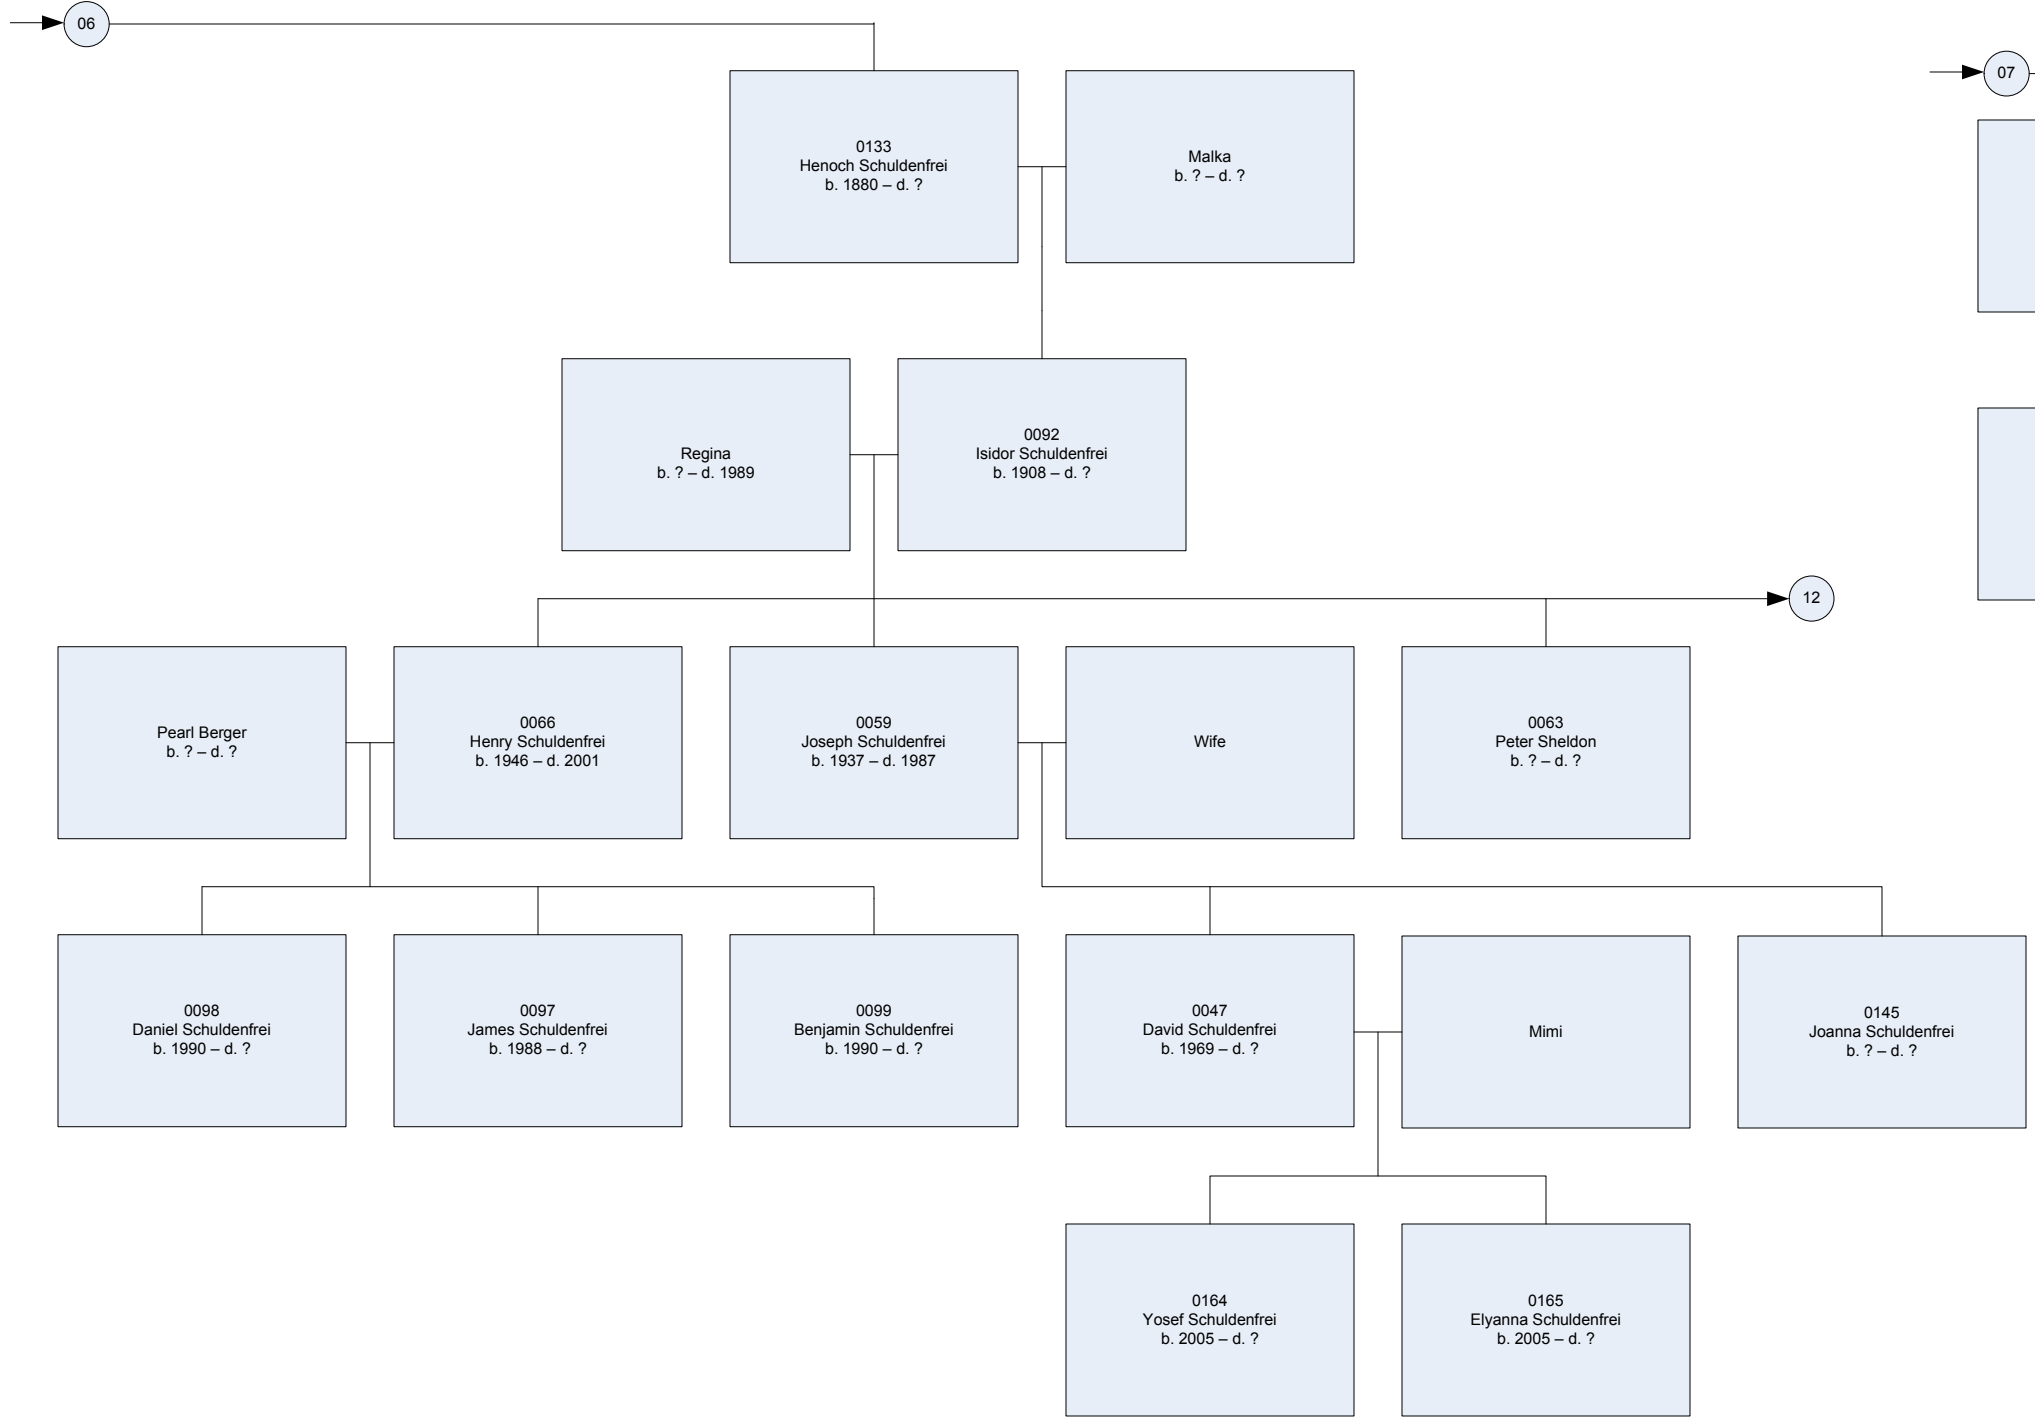 06
07
0133
Henoch Schuldenfrei
b. 1880 – d. ?
Malka
b. ? – d. ?
Regina
b. ? – d. 1989
0092
Isidor Schuldenfrei
b. 1908 – d. ?
12
Pearl Berger
b. ? – d. ?
0066
Henry Schuldenfrei
b. 1946 – d. 2001
0059
Joseph Schuldenfrei
b. 1937 – d. 1987
Wife
0063
Peter Sheldon
b. ? – d. ?
0098
Daniel Schuldenfrei
b. 1990 – d. ?
0097
James Schuldenfrei
b. 1988 – d. ?
0099
Benjamin Schuldenfrei
b. 1990 – d. ?
0047
David Schuldenfrei
b. 1969 – d. ?
Mimi
0145
Joanna Schuldenfrei
b. ? – d. ?
0164
Yosef Schuldenfrei
b. 2005 – d. ?
0165
Elyanna Schuldenfrei
b. 2005 – d. ?